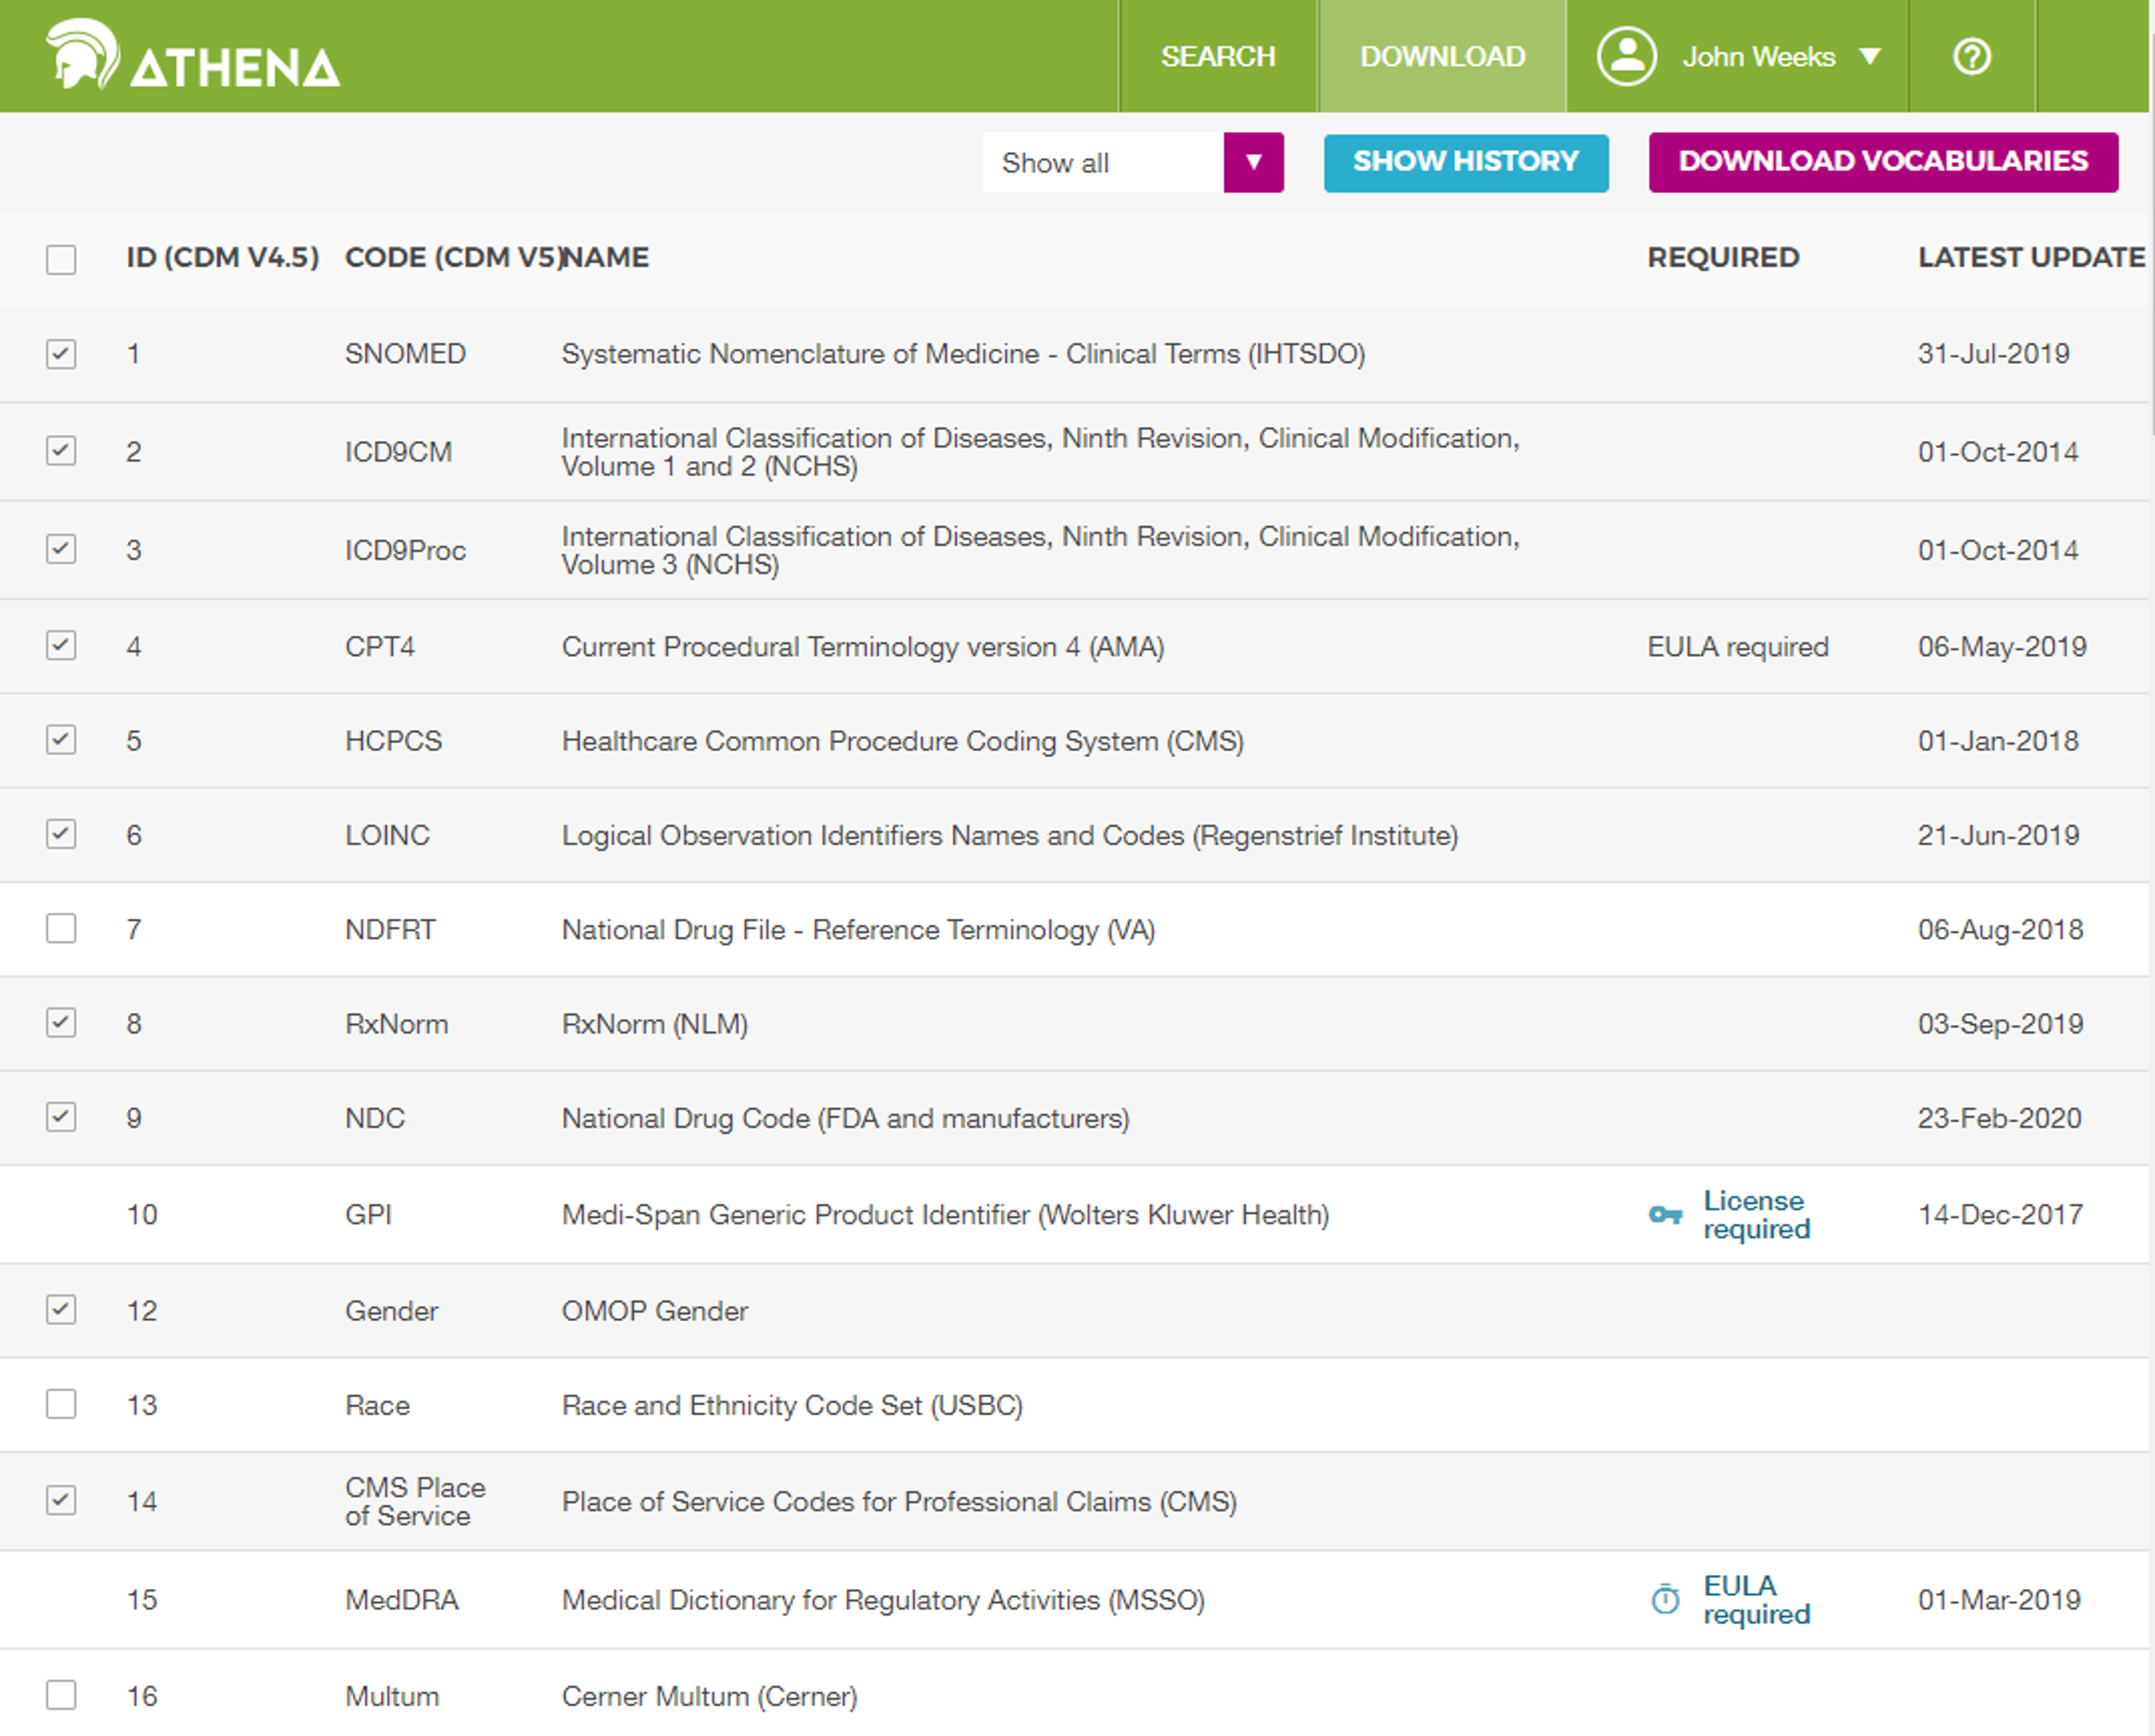 ATHENA
SEARCH
DOWNLOAD
John Weeks
Show all
SHOW HISTORY
DOWNLOAD VOCABULARIES
ID (CDM V4.5) CODE (CDM V5) NAME REQUIRED LATEST UPDATE
1 SNOMED Systematic Nomenclature of Medicine - Clinical Terms (IHTSDO) 31-Jul-2019
2 ICD9CM International Classification of Diseases, Ninth Revision, Clinical Modification,
Volume 1 and 2 (NCHS) 01-Oct-2014
3 ICD9Proc International Classification of Diseases, Ninth Revision, Clinical Modification,
Volume 3 (NCHS) 01-Oct-2014
4 CPT4 Current Procedural Terminology version 4 (AMA) EULA required 06-May-2019
5 HCPCS Healthcare Common Procedure Coding System (CMS) 01-Jan-2018
6 LOINC Logical Observation Identifiers Names and Codes (Regenstrief Institute) 21-Jun-2019
7 NDFRT National Drug File - Reference Terminology (VA) 06-Aug-2018
8 RxNorm RxNorm (NLM) 03-Sep-2019
9 NDC National Drug Code (FDA and manufacturers) 23-Feb-2020
10 GPI Medi-Span Generic Product Identifier (Wolters Kluwer Health) License
required 14-Dec-2017
12 Gender OMOP Gender
13 Race Race and Ethnicity Code Set (USBC)
14 CMS Place
of Service Place of Service Codes for Professional Claims (CMS)
15 MedDRA Medical Dictionary for Regulatory Activities (MSSO) EULA
required 01-Mar-2019
16 Multum Cerner Multum (Cerner)